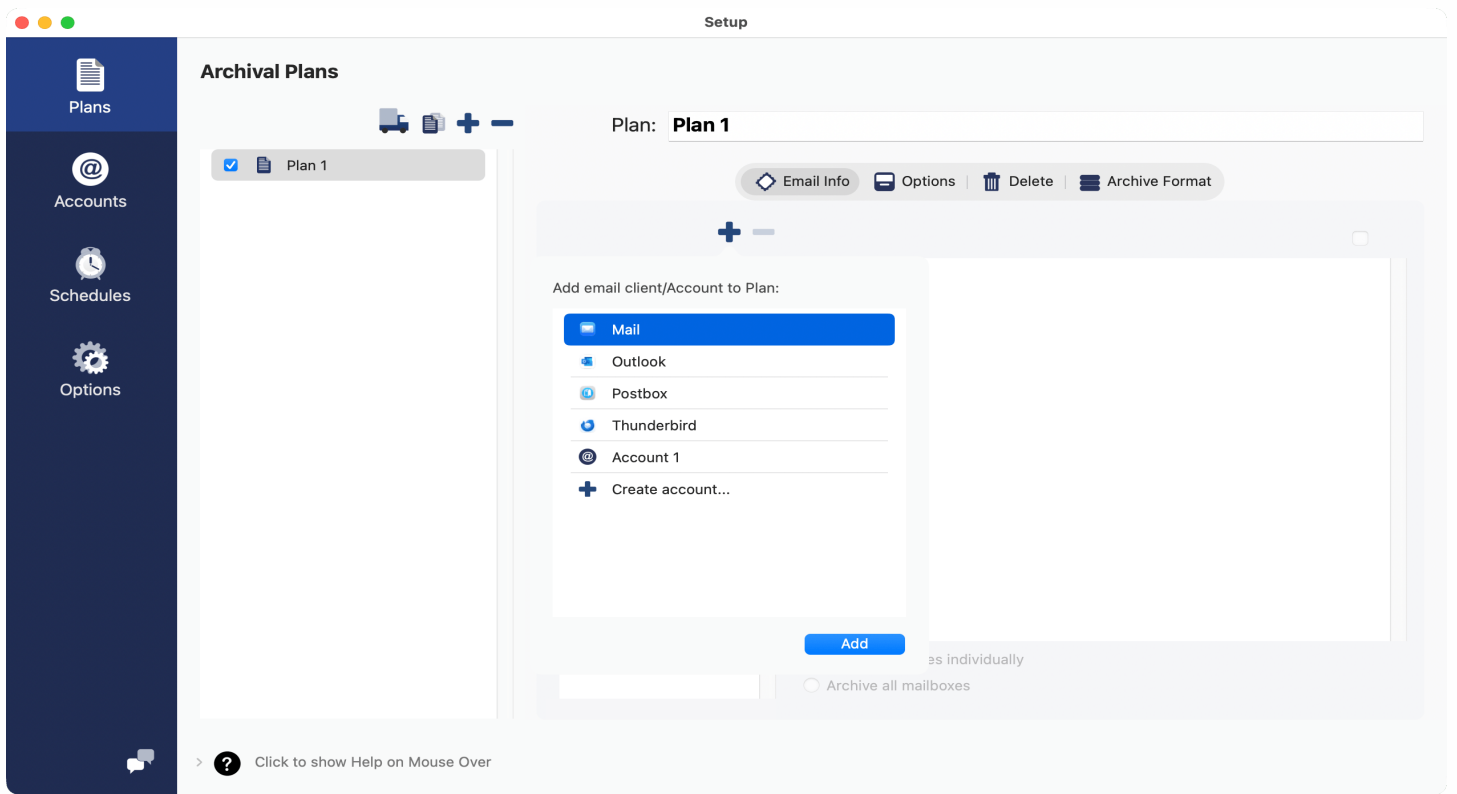 Setup
Plans
Accounts
Schedules
Options
Archival Plans
Plan 1
Plan: Plan 1
Email Info Options Delete Archive Format
Add email client/Account to Plan:
Mail
Outlook
Postbox
Thunderbird
@ Account 1
Create account...
Add
individually
Archive all mailboxes
? Click to show Help on Mouse Over